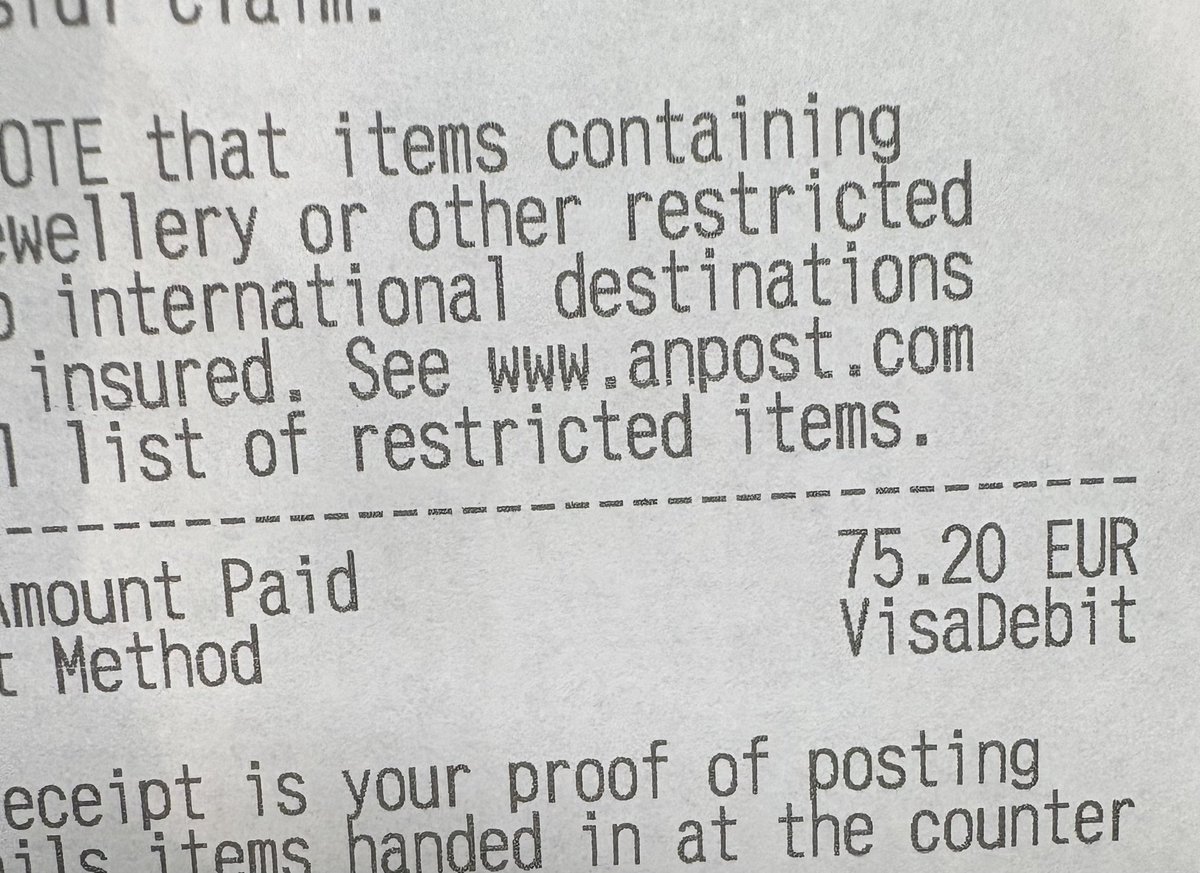 claim.
OTE that items containing
ewellery or other restricted
o international destinations
insured. See www.anpost.com
l list of restricted items.
--------------------------------
Amount Paid 75.20 EUR
t Method VisaDebit
eceipt is your proof of posting
ils items handed in at the counter